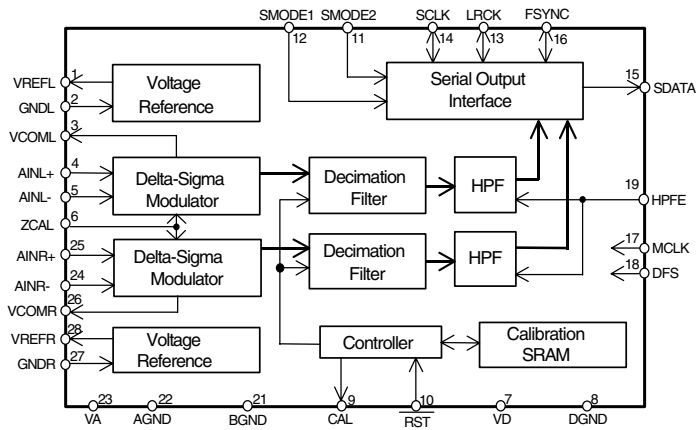 SMODE1 SMODE2 SCLK LRCK FSYNC
12 11 14 13 16
VREFL 1
GNDL 2
VCOML 3
AINL+ 4
AINL- 5
ZCAL 6
AINR+ 25
AINR- 24
VCOMR 26
VREFR 28
GNDR 27
Voltage
Reference
Serial Output
Interface
15 SDATA
Delta-Sigma
Modulator
Decimation
Filter
HPF
19 HPFE
Delta-Sigma
Modulator
Decimation
Filter
HPF
17 MCLK
18 DFS
Voltage
Reference
Controller
Calibration
SRAM
23 22 21 9 10 7 8
VA AGND BGND CAL RST VD DGND